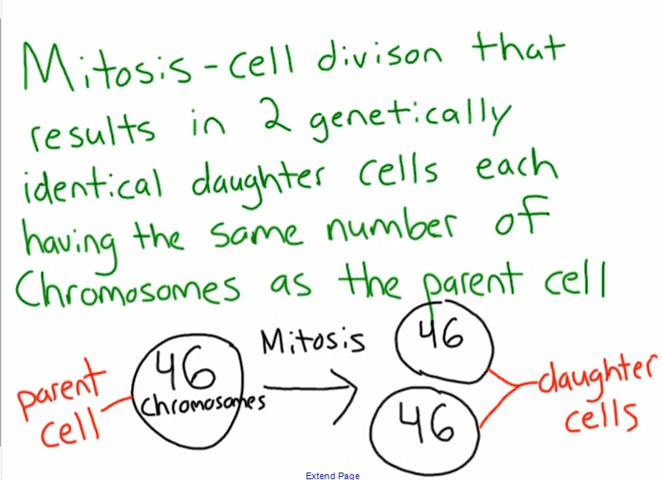 Mitosis - cell divison that
results in 2 genetically
identical daughter cells each
having the same number of
Chromosomes as the parent cell
46
Mitosis
46
parent
cell
46
Chromosomes
daughter
cells
Extend Page